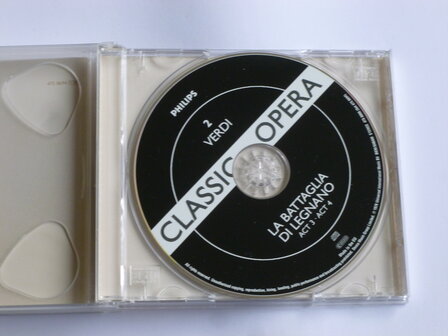 PHILIPS
2
VERDI
CLASSIC OPERA
LA BATTAGLIA
DI LEGNANO
ACT 3 · ACT 4